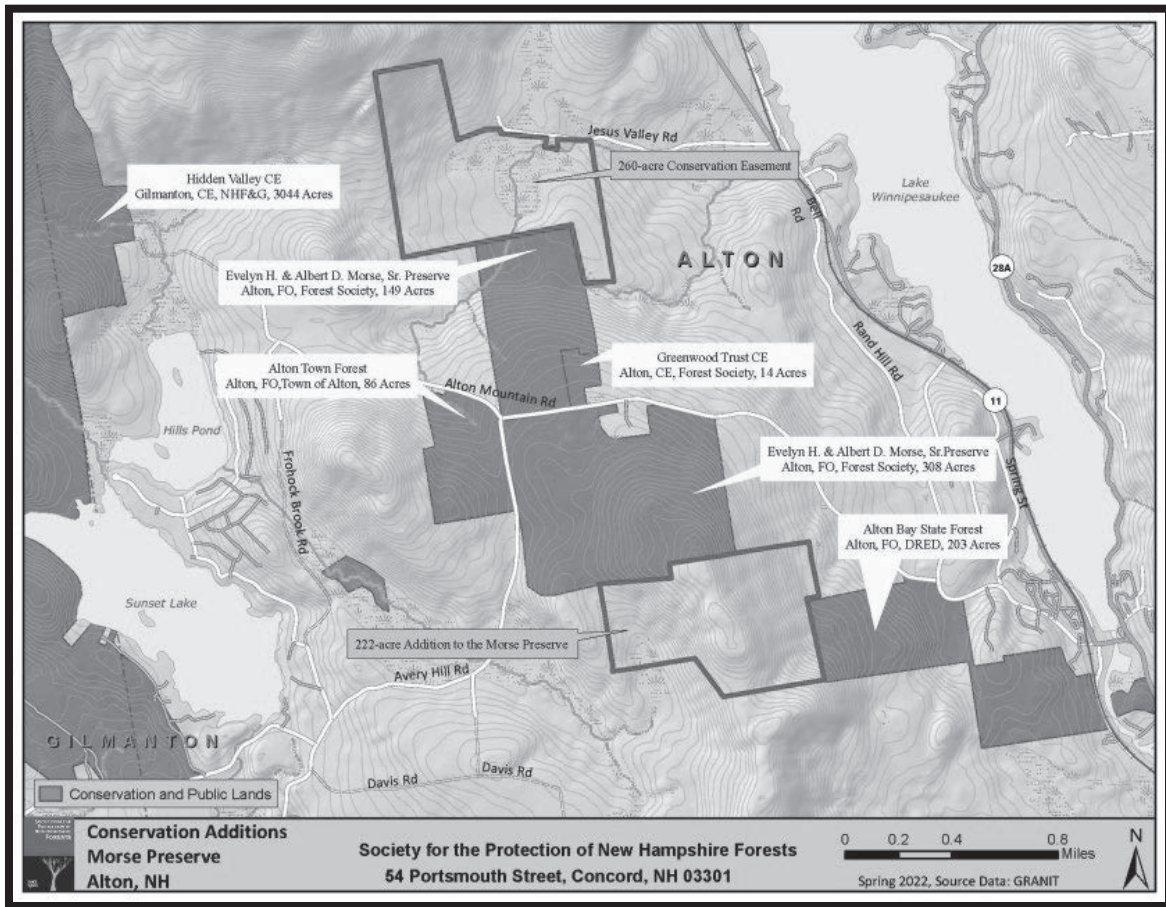 Jesus Valley Rd
260-acre Conservation Easement
Hidden Valley CE
Gilmanton, CE, NHF&G, 3044 Acres
Lake
Winnipesaukee
Bell
Rd
ALTON
28A
Evelyn H. & Albert D. Morse, Sr. Preserve
Alton, FO, Forest Society, 149 Acres
Rand Hill Rd
Greenwood Trust CE
Alton, CE, Forest Society, 14 Acres
Alton Town Forest
Alton, FO,Town of Alton, 86 Acres
Alton Mountain Rd
11
Hills Pond
Frohock Brook Rd
Evelyn H. & Albert D. Morse, Sr.Preserve
Alton, FO, Forest Society, 308 Acres
Spring St
Alton Bay State Forest
Alton, FO, DRED, 203 Acres
Sunset Lake
222-acre Addition to the Morse Preserve
Avery Hill Rd
GILMANTON
Davis Rd
Davis Rd
Conservation and Public Lands
Conservation Additions
Morse Preserve
Alton, NH
Society for the Protection of New Hampshire Forests
54 Portsmouth Street, Concord, NH 03301
0 0.2 0.4 0.8
Miles
Spring 2022, Source Data: GRANIT
N